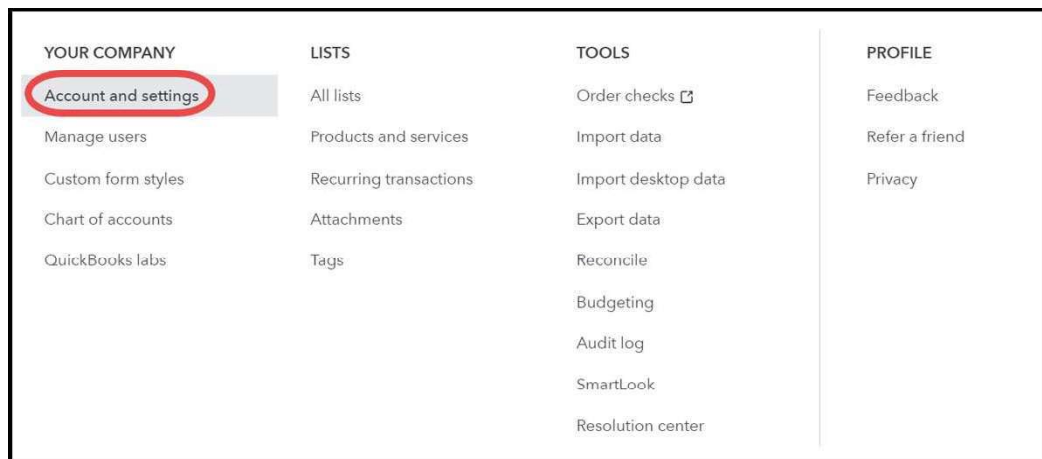 YOUR COMPANY
Account and settings
Manage users
Custom form styles
Chart of accounts
QuickBooks labs
LISTS
All lists
Products and services
Recurring transactions
Attachments
Tags
TOOLS
Order checks
Import data
Import desktop data
Export data
Reconcile
Budgeting
Audit log
SmartLook
Resolution center
PROFILE
Feedback
Refer a friend
Privacy